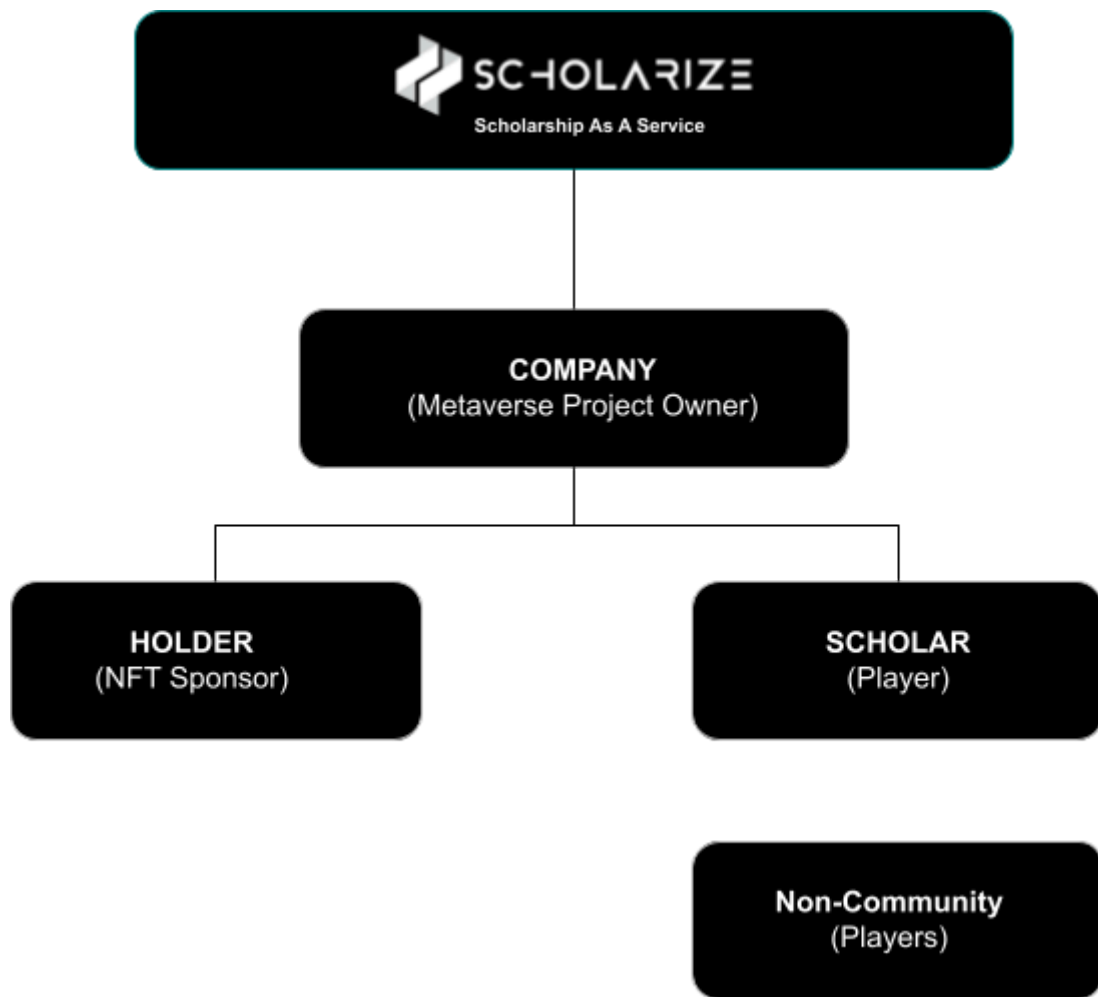 SCHOLARIZE
Scholarship As A Service
COMPANY
(Metaverse Project Owner)
HOLDER
(NFT Sponsor)
SCHOLAR
(Player)
Non-Community
(Players)